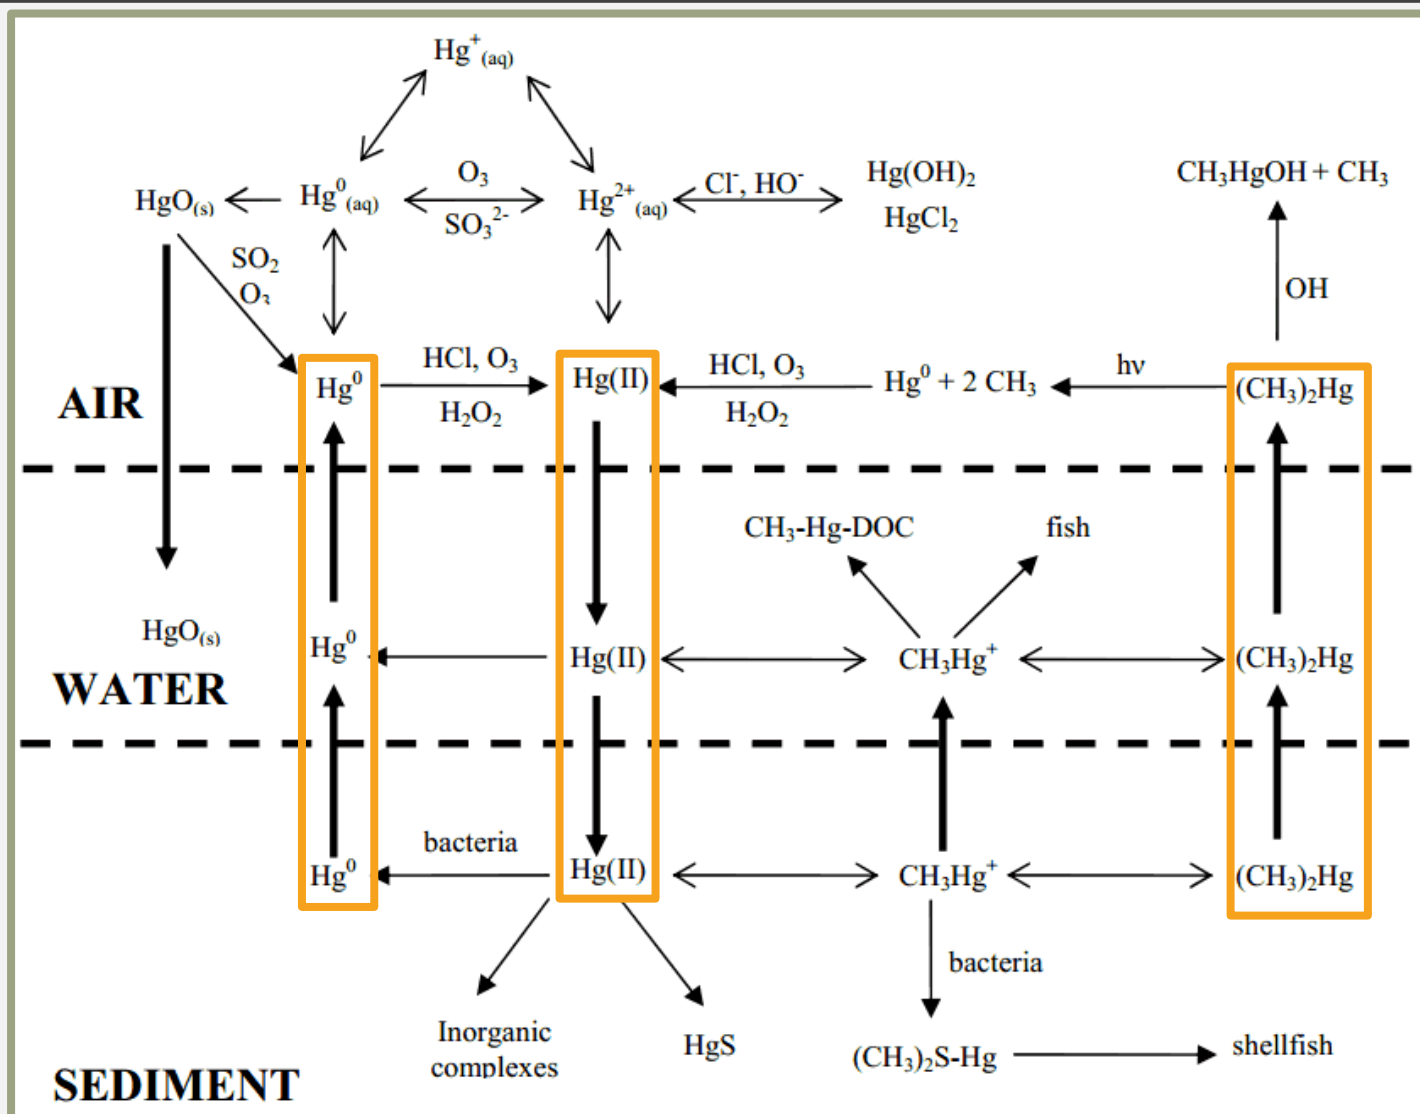 Hg⁺(aq)
O₃
HgO(s) Hg⁰(aq) Hg²⁺(aq) Cl⁻, HO⁻ Hg(OH)₂ CH₃HgOH + CH₃
SO₃²⁻ HgCl₂
SO₂
O₃ OH
HCl, O₃ HCl, O₃ hν
Hg⁰ Hg(II) Hg⁰ + 2 CH₃ (CH₃)₂Hg
AIR H₂O₂ H₂O₂
CH₃-Hg-DOC fish
HgO(s) Hg⁰ Hg(II) CH₃Hg⁺ (CH₃)₂Hg
WATER
bacteria
Hg⁰ Hg(II) CH₃Hg⁺ (CH₃)₂Hg
bacteria
Inorganic
complexes HgS (CH₃)₂S-Hg shellfish
SEDIMENT